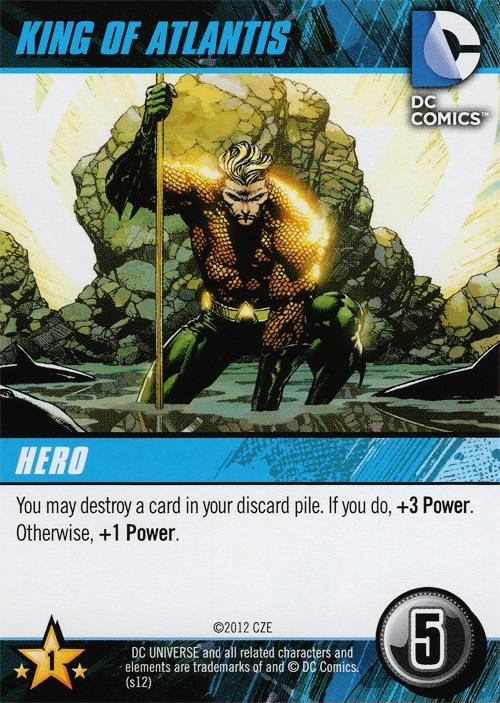 KING OF ATLANTIS
DC
COMICS™
HERO
You may destroy a card in your discard pile. If you do, +3 Power.
Otherwise, +1 Power.
©2012 CZE
1
DC UNIVERSE and all related characters and
elements are trademarks of and © DC Comics.
(s12)
5